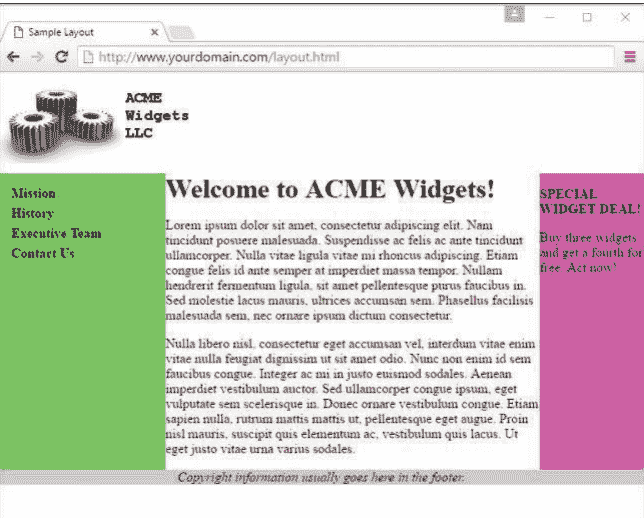 Sample Layout
http://www.yourdomain.com/layout.html
ACME
Widgets
LLC
Mission
History
Executive Team
Contact Us
Welcome to ACME Widgets!
Lorem ipsum dolor sit amet, consectetur adipiscing elit. Nam
tincidunt posuere malesuada. Suspendisse ac felis ac ante tincidunt
ullamcorper. Nulla vitae ligula vitae mi rhoncus adipiscing. Etiam
congue felis id ante semper at imperdiet massa tempor. Nullam
hendrerit fermentum ligula, sit amet pellentesque purus faucibus in.
Sed molestie lacus mauris, ultrices accumsan sem. Phasellus facilisis
malesuada sem, nec ornare ipsum dictum consectetur.
Nulla libero nisl, consectetur eget accumsan vel, interdum vitae enim
vitae nulla feugiat dignissim ut sit amet odio. Nunc non enim id sem
faucibus congue. Integer ac mi in justo euismod sodales. Aenean
imperdiet vestibulum auctor. Sed ullamcorper congue ipsum, eget
vulputate sem scelerisque in. Donec ornare vestibulum congue. Etiam
sapien nulla, rutrum mattis mattis ut, pellentesque eget augue. Proin
nisl mauris, suscipit quis elementum ac, vestibulum quis lacus. Ut
eget justo vitae urna varius sodales.
SPECIAL
WIDGET DEAL!
Buy three widgets
and get a fourth for
free. Act now!
Copyright information usually goes here in the footer.